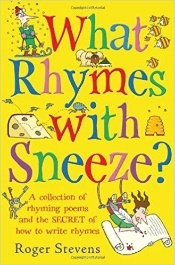 What
Rhymes
with
Sneeze?
A collection of
rhyming poems
and the SECRET of
how to write rhymes
Roger Stevens